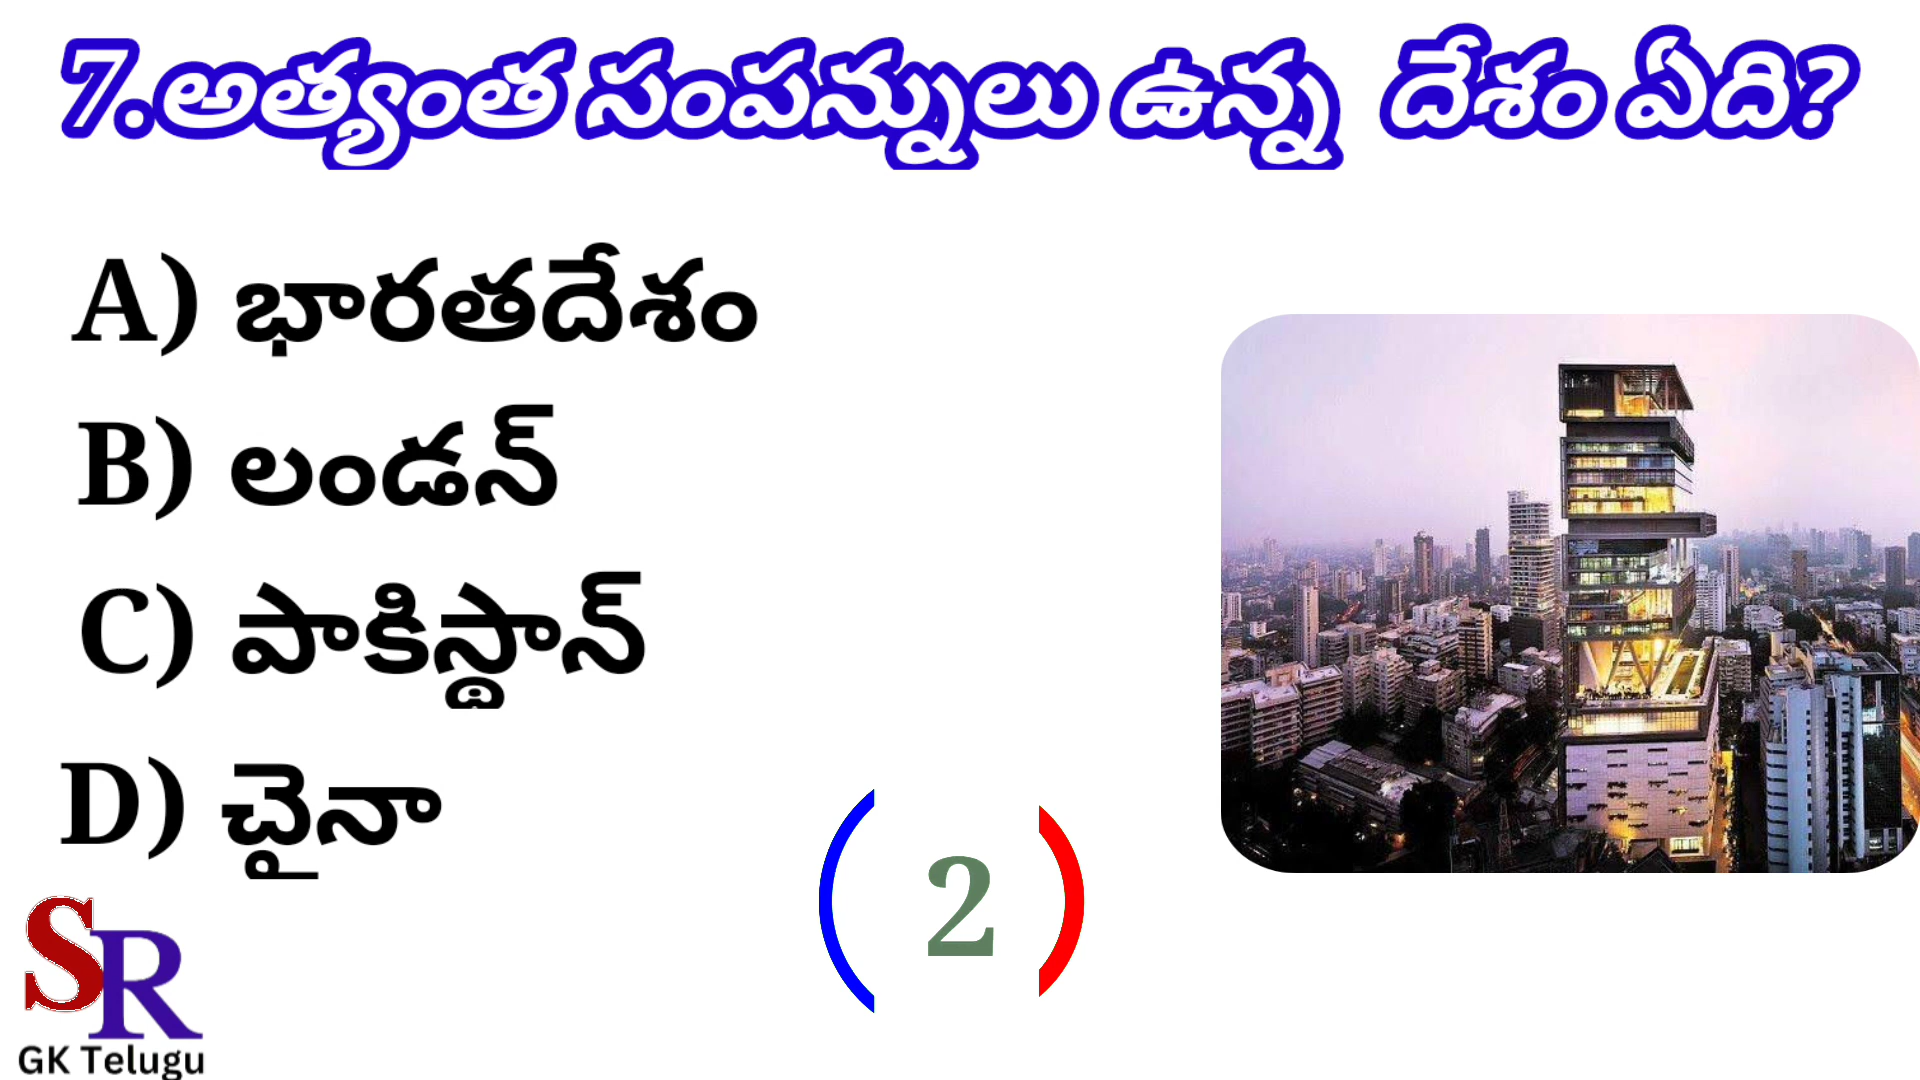 7.అత్యంత సంపన్నులు ఉన్న దేశం ఏది?
A) భారతదేశం
B) లండన్
C) పాకిస్థాన్
D) చైనా
2
SR
GK Telugu